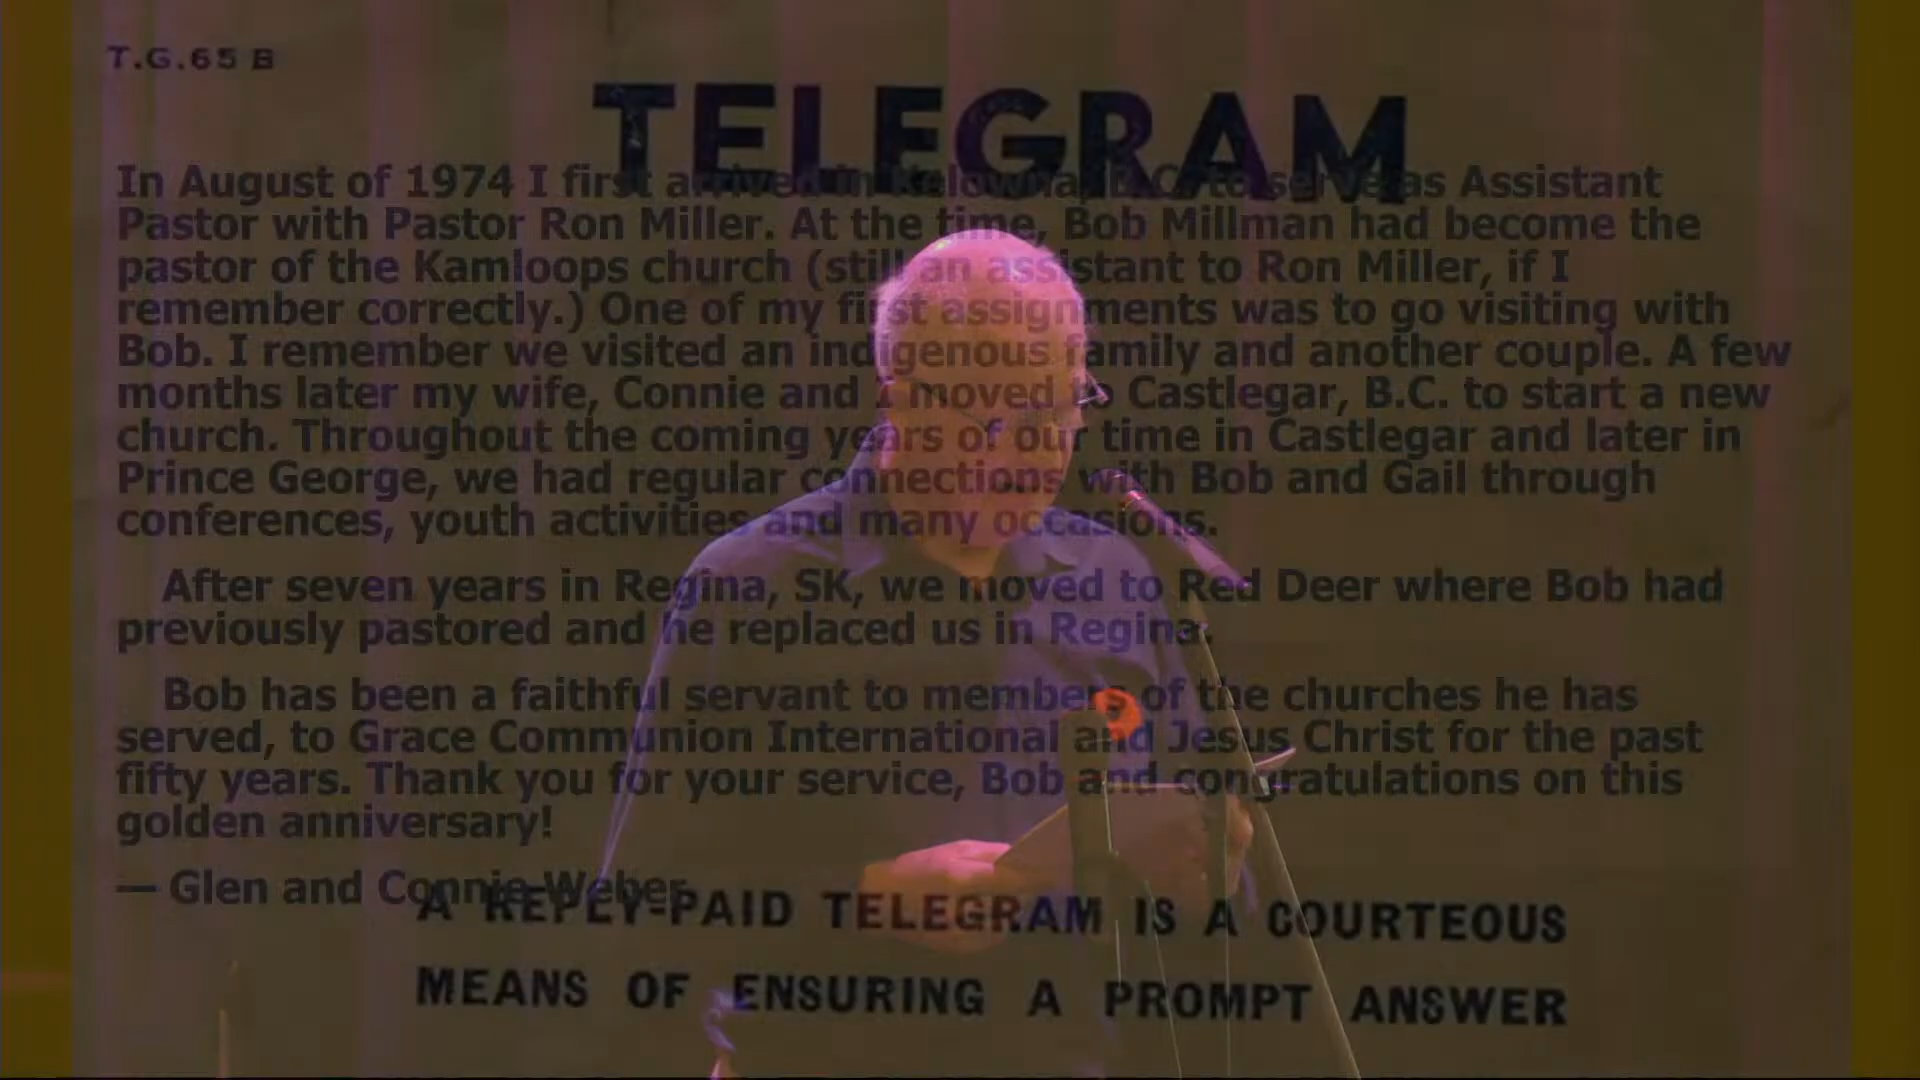 T.G.65 B
TELEGRAM
In August of 1974 I first arrived in Kelowna, B.C. to serve as Assistant
Pastor with Pastor Ron Miller. At the time, Bob Millman had become the
pastor of the Kamloops church (still an assistant to Ron Miller, if I
remember correctly.) One of my first assignments was to go visiting with
Bob. I remember we visited an indigenous family and another couple. A few
months later my wife, Connie and I moved to Castlegar, B.C. to start a new
church. Throughout the coming years of our time in Castlegar and later in
Prince George, we had regular connections with Bob and Gail through
conferences, youth activities and many occasions.
After seven years in Regina, SK, we moved to Red Deer where Bob had
previously pastored and he replaced us in Regina.
Bob has been a faithful servant to members of the churches he has
served, to Grace Communion International and Jesus Christ for the past
fifty years. Thank you for your service, Bob and congratulations on this
golden anniversary!
— Glen and Connie Weber
A REPLY-PAID TELEGRAM IS A COURTEOUS
MEANS OF ENSURING A PROMPT ANSWER